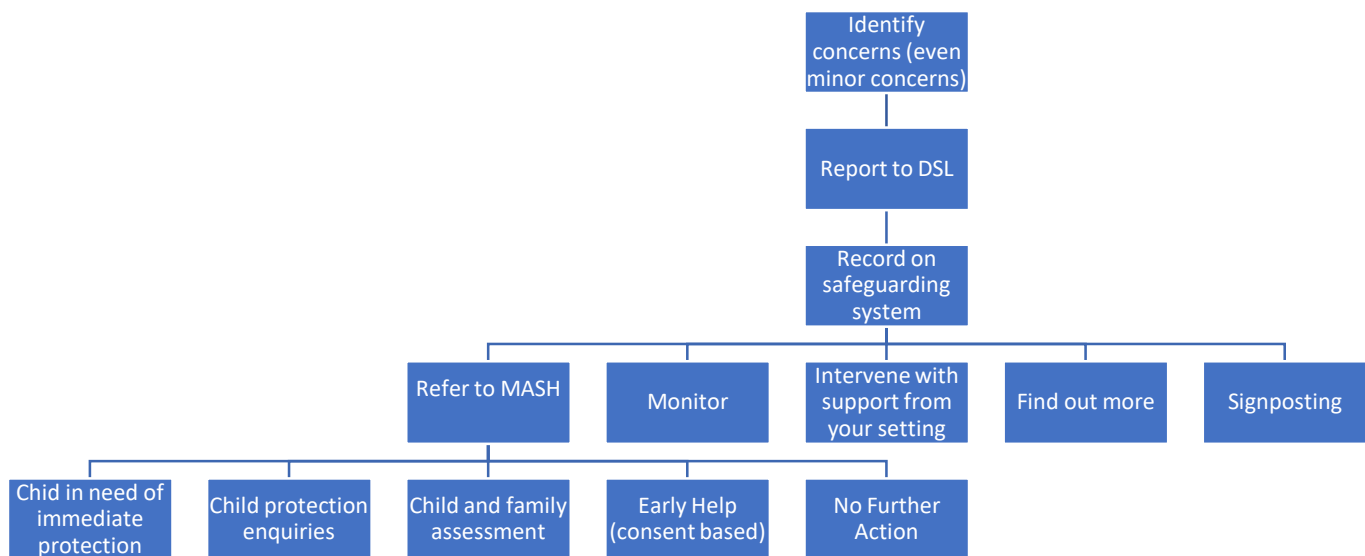 Identify
concerns (even
minor concerns)
Report to DSL
Record on
safeguarding
system
Refer to MASH
Monitor
Intervene with
support from
your setting
Find out more
Signposting
Chid in need of
immediate
protection
Child protection
enquiries
Child and family
assessment
Early Help
(consent based)
No Further
Action